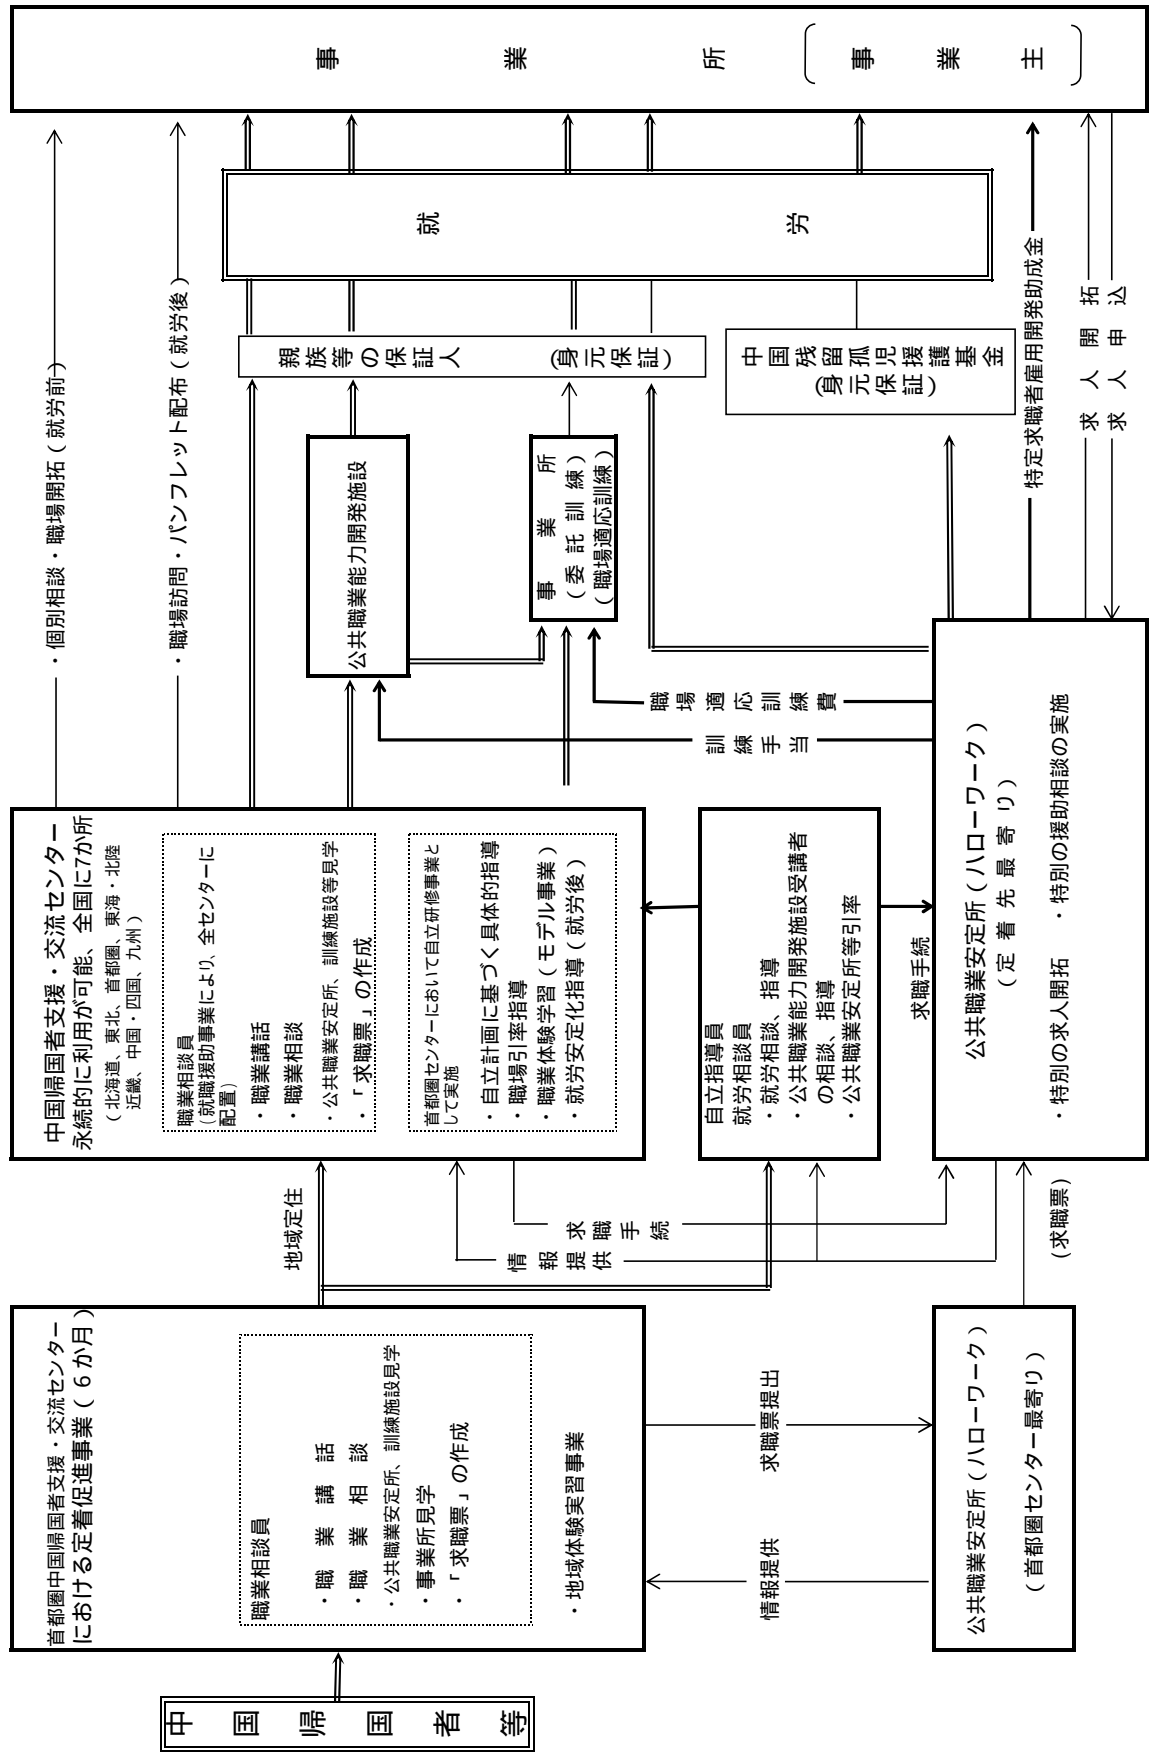 中国帰国者等
首都圏中国帰国者支援・交流センター
における定着促進事業(6か月)
職業相談員
・職業講話
・職業相談
・公共職業安定所、訓練施設見学
・事業所見学
・「求職票」の作成
・地域体験実習事業
情報提供
求職票提出
公共職業安定所(ハローワーク)
(首都圏センター最寄り)
地域定住
求職手続
情報提供
(求職票)
中国帰国者支援・交流センター
永続的に利用が可能、全国に7か所
(北海道、東北、首都圏、東海・北陸
近畿、中国・四国、九州)
職業相談員
(就職援助事業により、全センターに
配置)
・職業講話
・職業相談
・公共職業安定所、訓練施設等見学
・「求職票」の作成
首都圏センターにおいて自立研修事業と
して実施
・自立計画に基づく具体的指導
・職場引率指導
・職業体験学習(モデル事業)
・就労安定化指導(就労後)
自立指導員
就労相談員
・就労相談、指導
・公共職業能力開発施設受講者
の相談、指導
・公共職業安定所等引率
求職手続
公共職業安定所(ハローワーク)
(定着先最寄り)
・特別の求人開拓 ・特別の援助相談の実施
・個別相談・職場開拓(就労前)
・職場訪問・パンフレット配布(就労後)
公共職業能力開発施設
事業所
(委託訓練)
(職場適応訓練)
職場適応訓練費
訓練手当
親族等の保証人 (身元保証)
中国残留孤児援護基金
(身元保証)
特定求職者雇用開発助成金
求人開拓
求人申込
就労
事業所(事業主)